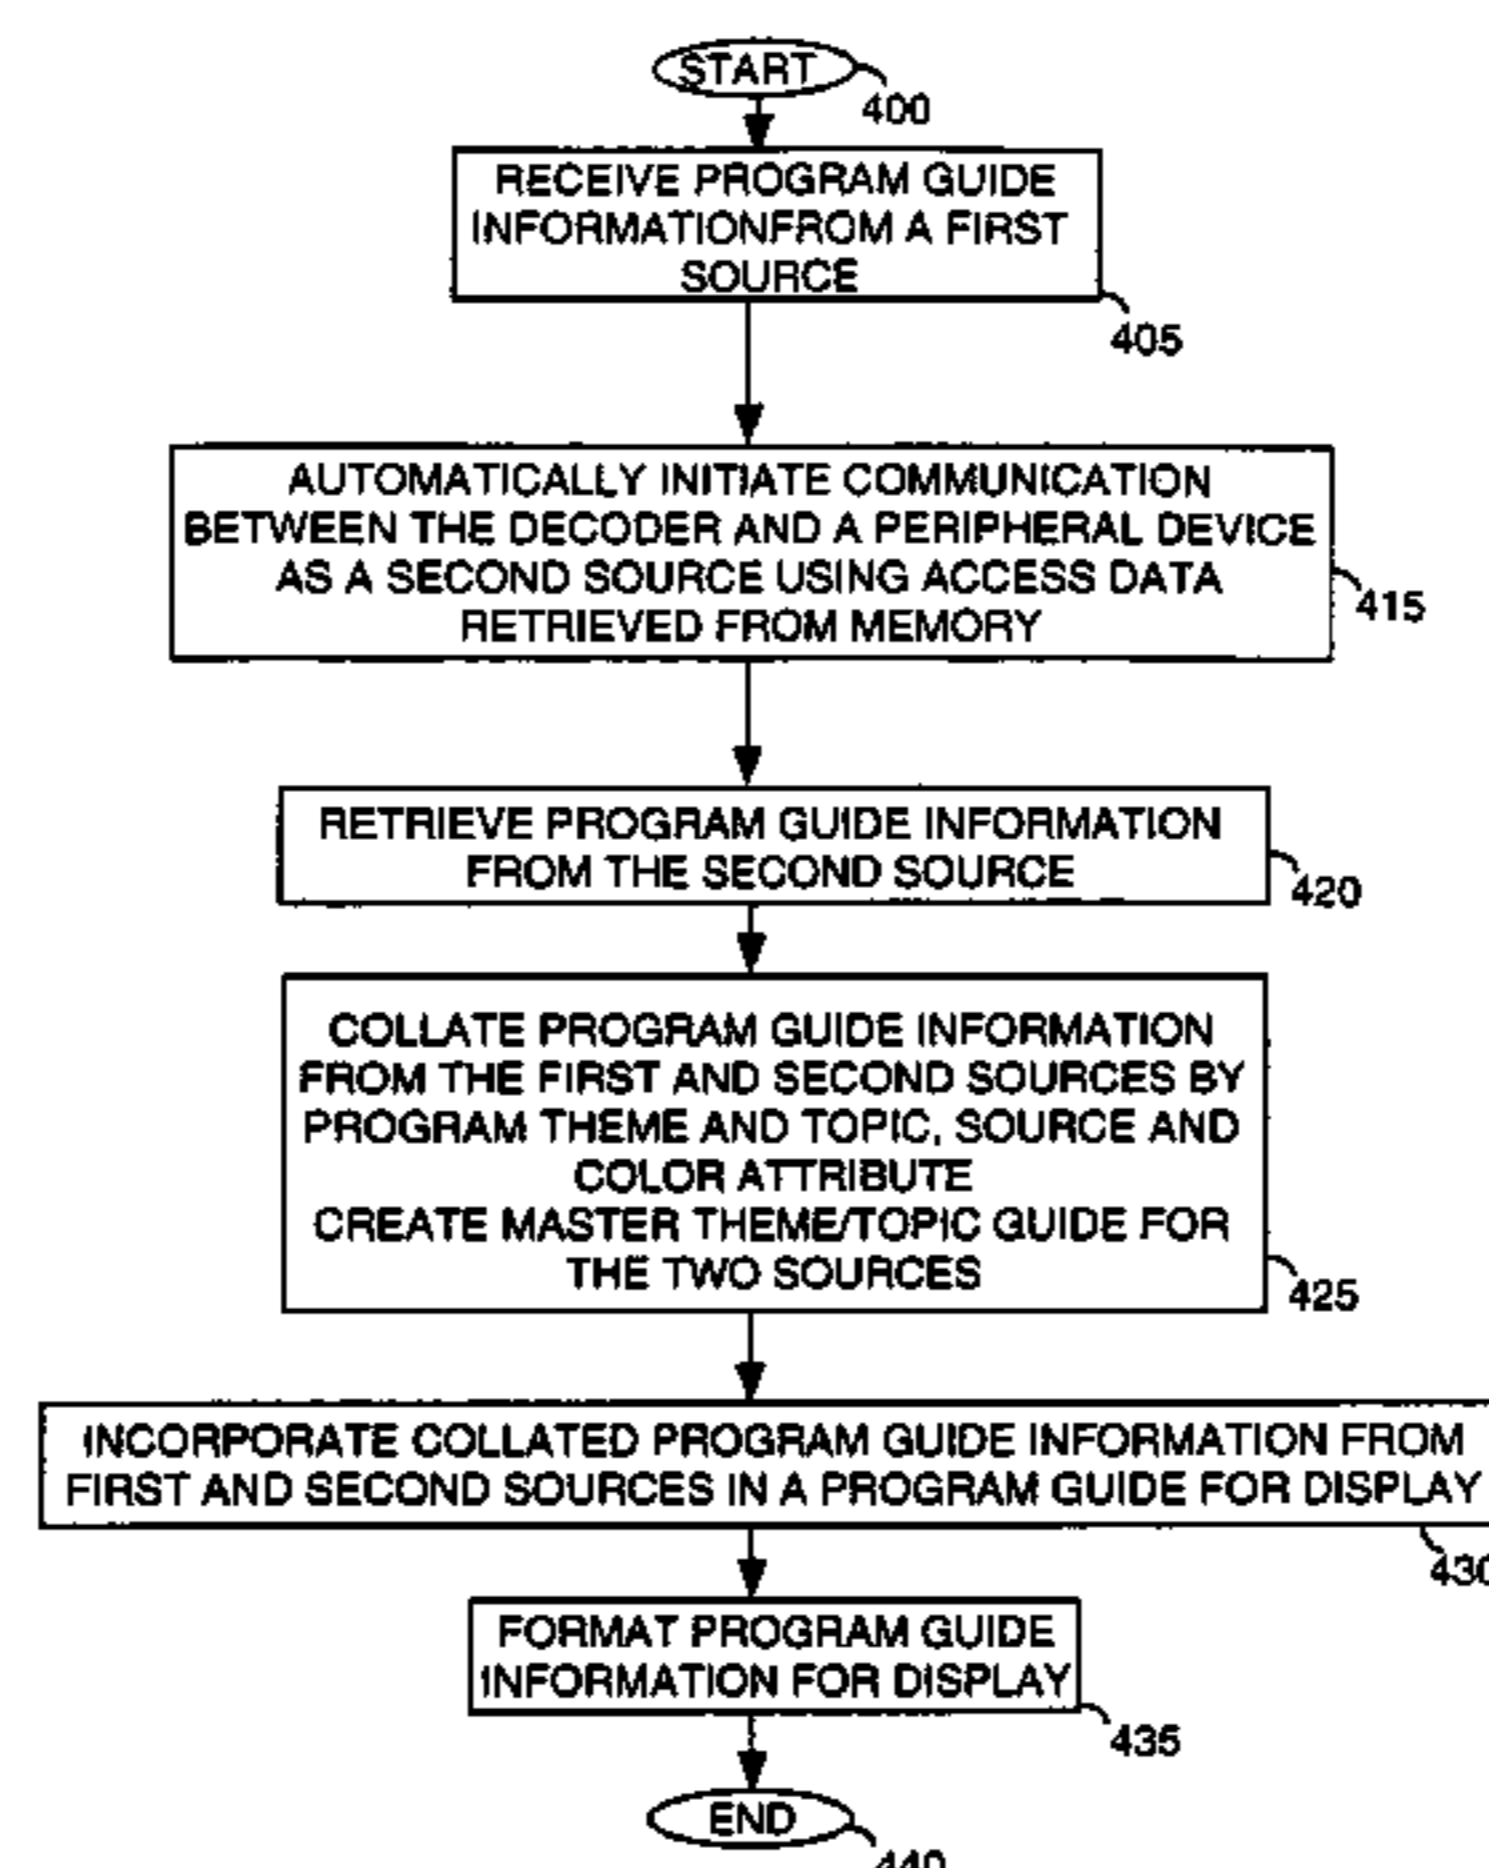 START
400
RECEIVE PROGRAM GUIDE
INFORMATIONFROM A FIRST
SOURCE
405
AUTOMATICALLY INITIATE COMMUNICATION
BETWEEN THE DECODER AND A PERIPHERAL DEVICE
AS A SECOND SOURCE USING ACCESS DATA
RETRIEVED FROM MEMORY
415
RETRIEVE PROGRAM GUIDE INFORMATION
FROM THE SECOND SOURCE
420
COLLATE PROGRAM GUIDE INFORMATION
FROM THE FIRST AND SECOND SOURCES BY
PROGRAM THEME AND TOPIC, SOURCE AND
COLOR ATTRIBUTE
CREATE MASTER THEME/TOPIC GUIDE FOR
THE TWO SOURCES
425
INCORPORATE COLLATED PROGRAM GUIDE INFORMATION FROM
FIRST AND SECOND SOURCES IN A PROGRAM GUIDE FOR DISPLAY
430
FORMAT PROGRAM GUIDE
INFORMATION FOR DISPLAY
435
END
440